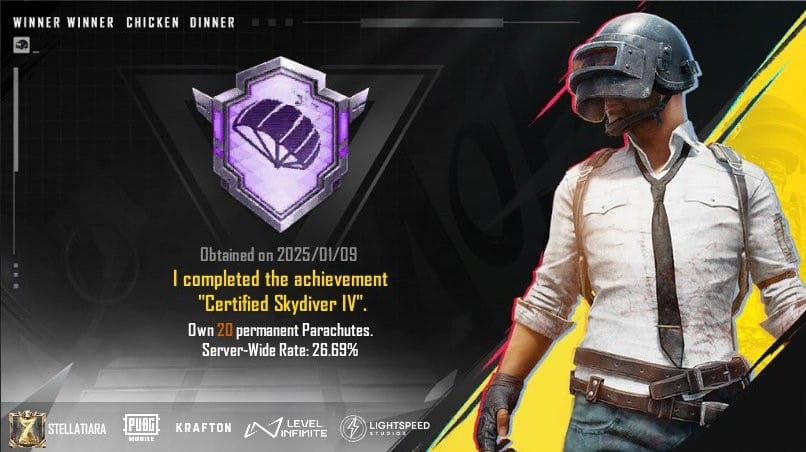 WINNER WINNER CHICKEN DINNER
Obtained on 2025/01/09
I completed the achievement
"Certified Skydiver IV".
Own 20 permanent Parachutes.
Server-Wide Rate: 26.69%
STELLATIARA
PUBG
MOBILE
KRAFTON
LEVEL
INFINITE
LIGHTSPEED
STUDIOS